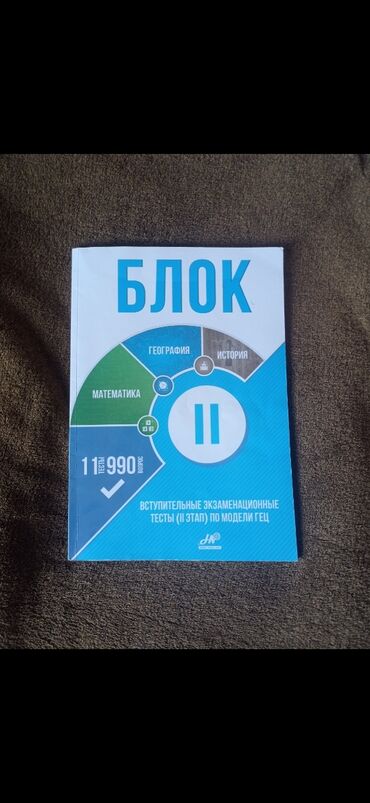 БЛОК
ГЕОГРАФИЯ
ИСТОРИЯ
МАТЕМАТИКА
II
11 ТЕСТЫ 990 ВОПРОС
ВСТУПИТЕЛЬНЫЕ ЭКЗАМЕНАЦИОННЫЕ
ТЕСТЫ (II ЭТАП) ПО МОДЕЛИ ГЕЦ